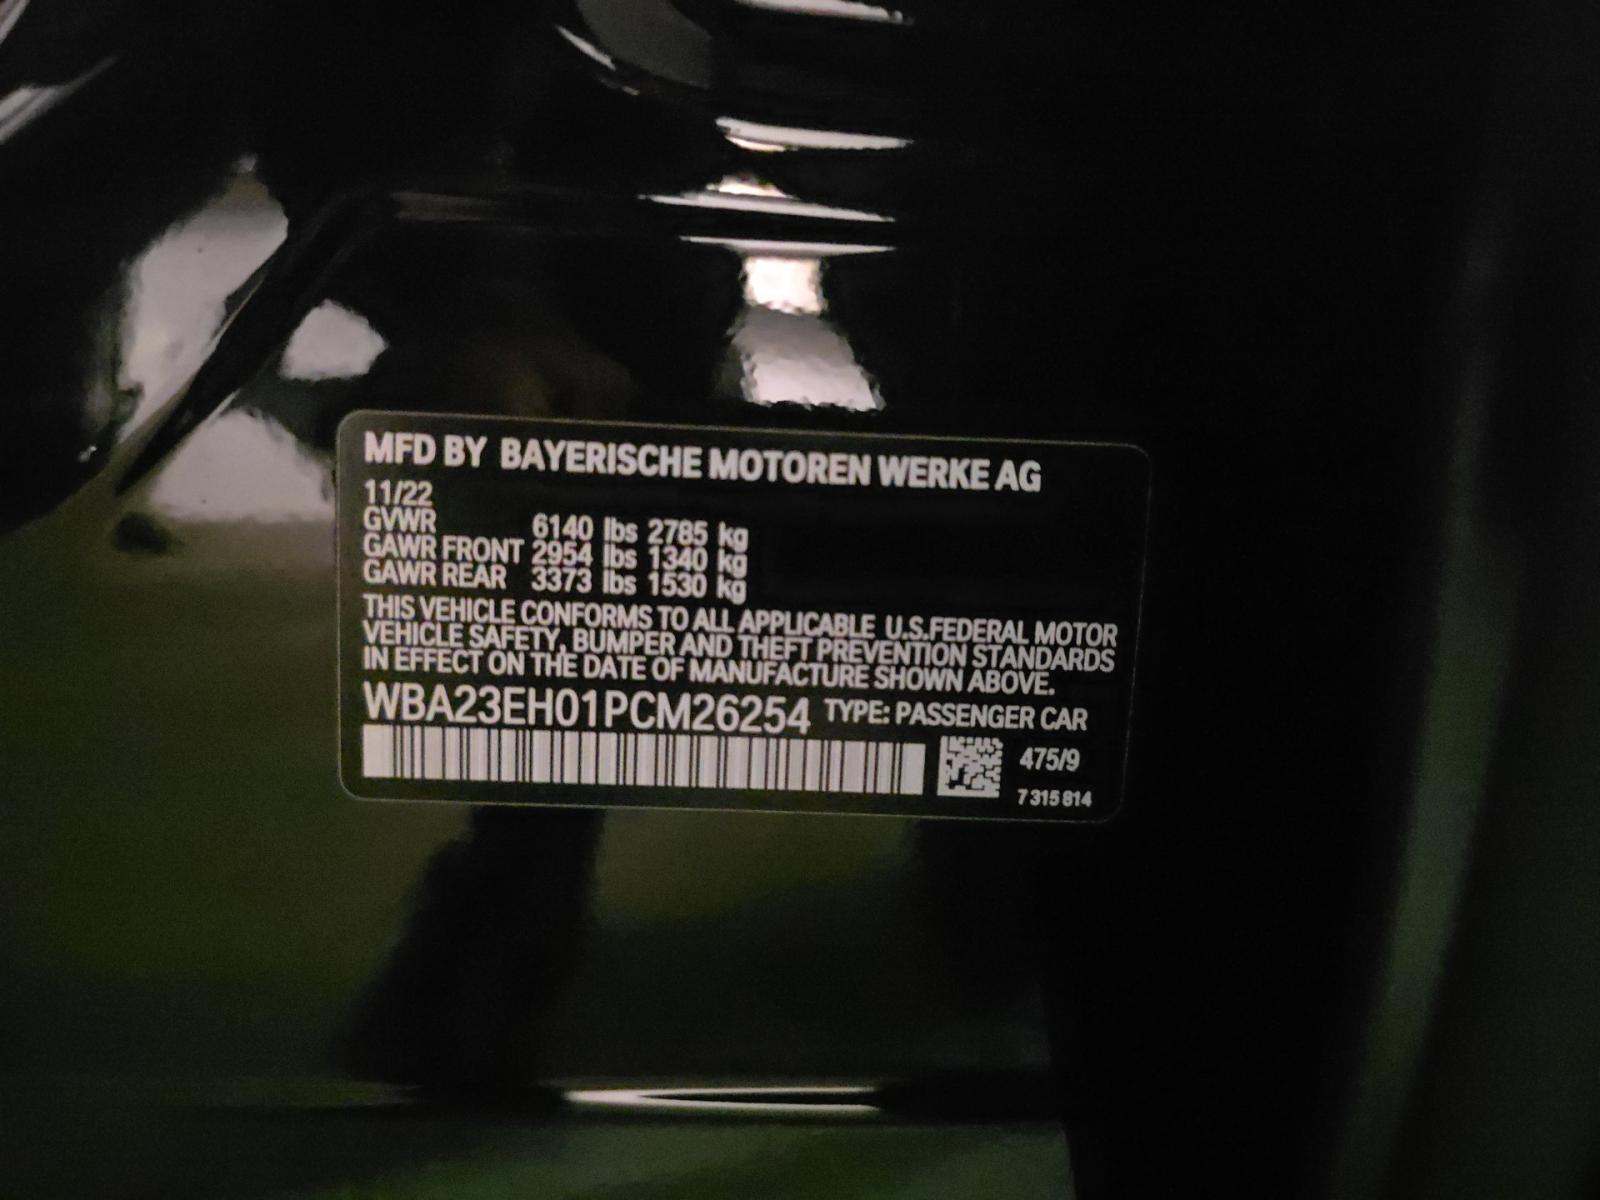 MFD BY BAYERISCHE MOTOREN WERKE AG
11/22
GVWR 6140 lbs 2785 kg
GAWR FRONT 2954 lbs 1340 kg
GAWR REAR 3373 lbs 1530 kg
THIS VEHICLE CONFORMS TO ALL APPLICABLE U.S.FEDERAL MOTOR
VEHICLE SAFETY, BUMPER AND THEFT PREVENTION STANDARDS
IN EFFECT ON THE DATE OF MANUFACTURE SHOWN ABOVE.
WBA23EH01PCM26254 TYPE: PASSENGER CAR
475/9
7 315 814